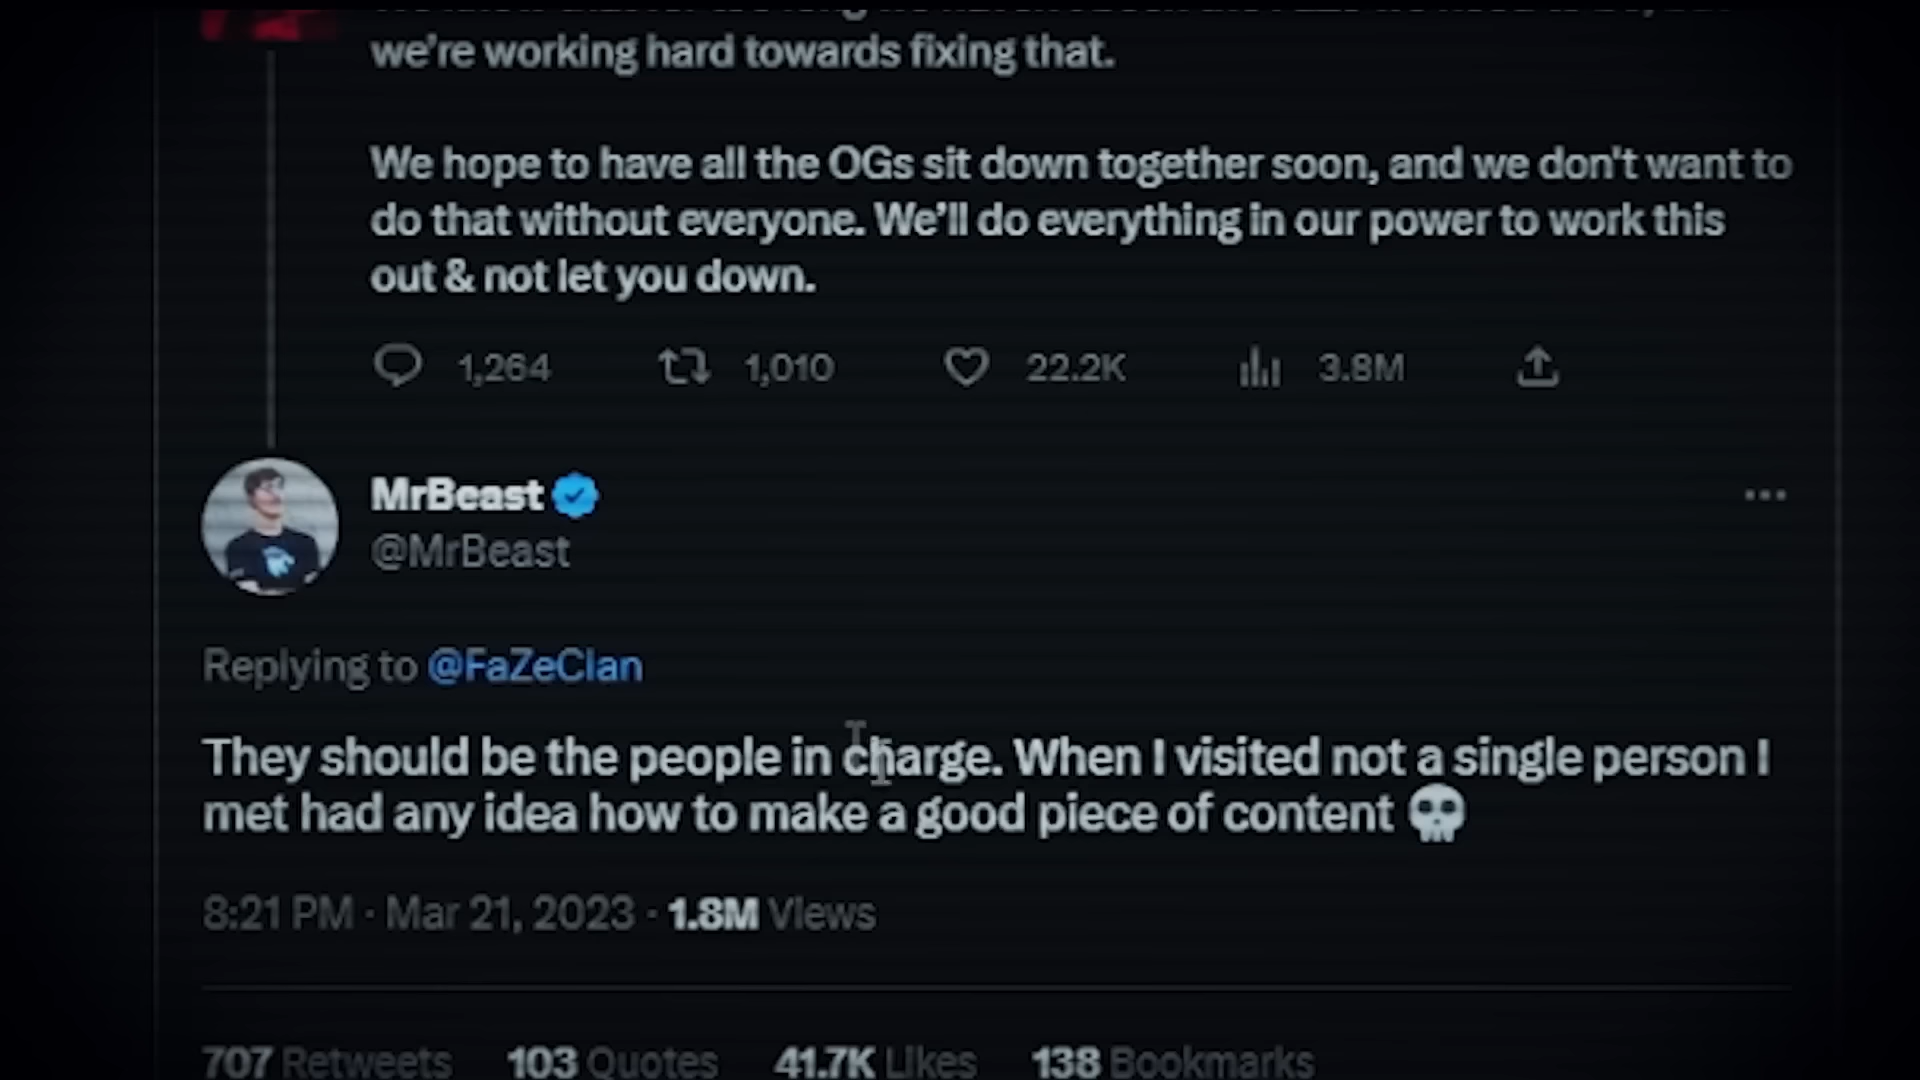 we're working hard towards fixing that.
We hope to have all the OGs sit down together soon, and we don't want to
do that without everyone. We'll do everything in our power to work this
out & not let you down.
1,264 1,010 22.2K 3.8M
MrBeast
@MrBeast
Replying to @FaZeClan
They should be the people in charge. When I visited not a single person I
met had any idea how to make a good piece of content 💀
8:21 PM · Mar 21, 2023 · 1.8M Views
707 Retweets 103 Quotes 41.7K Likes 138 Bookmarks